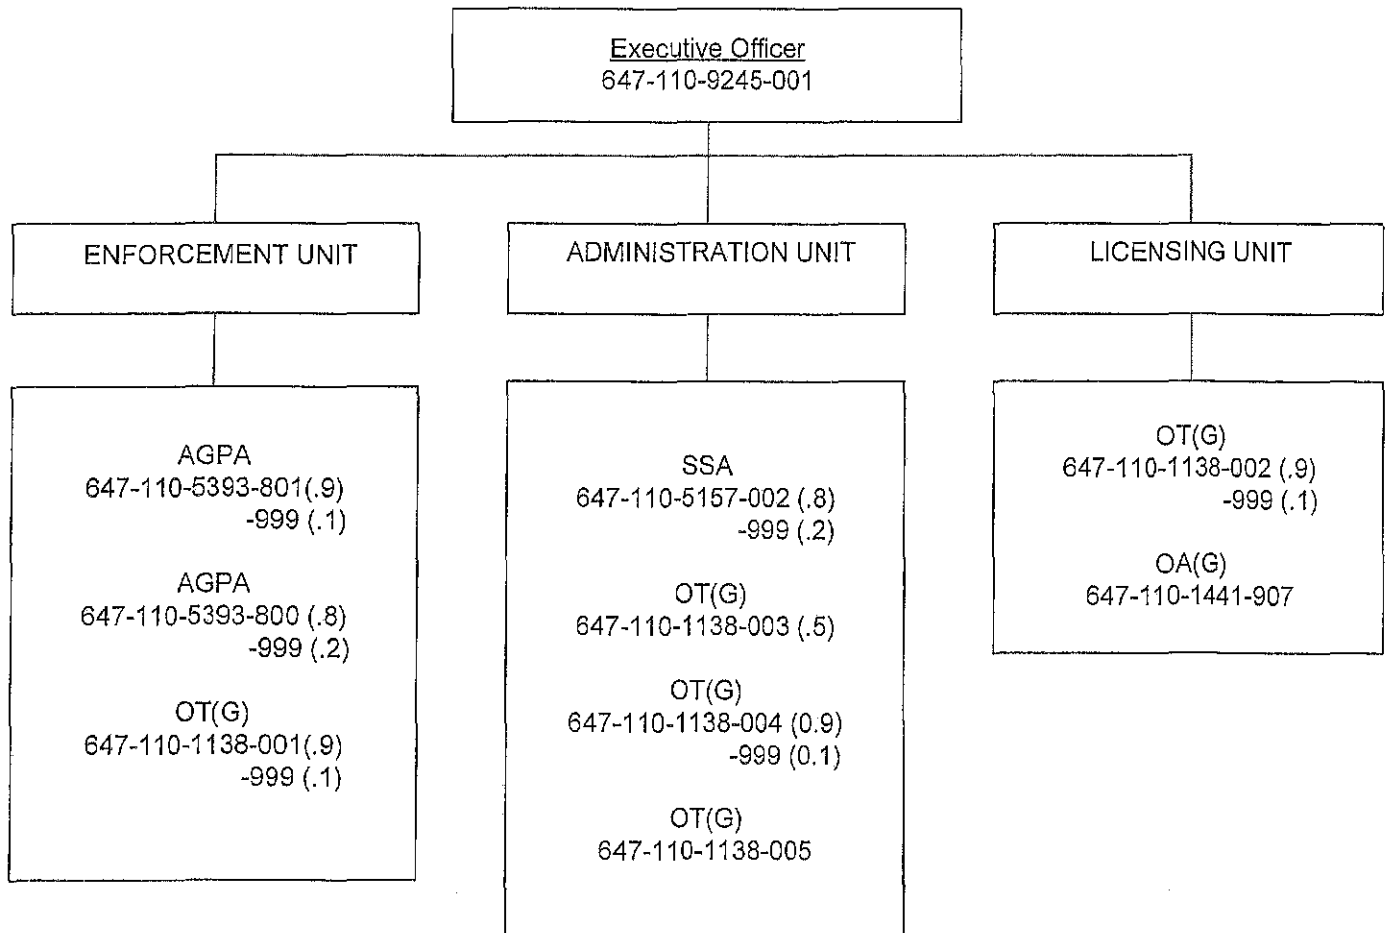 Executive Officer
647-110-9245-001
ENFORCEMENT UNIT
ADMINISTRATION UNIT
LICENSING UNIT
AGPA
647-110-5393-801(.9)
-999 (.1)
AGPA
647-110-5393-800 (.8)
-999 (.2)
OT(G)
647-110-1138-001(.9)
-999 (.1)
SSA
647-110-5157-002 (.8)
-999 (.2)
OT(G)
647-110-1138-003 (.5)
OT(G)
647-110-1138-004 (0.9)
-999 (0.1)
OT(G)
647-110-1138-005
OT(G)
647-110-1138-002 (.9)
-999 (.1)
OA(G)
647-110-1441-907